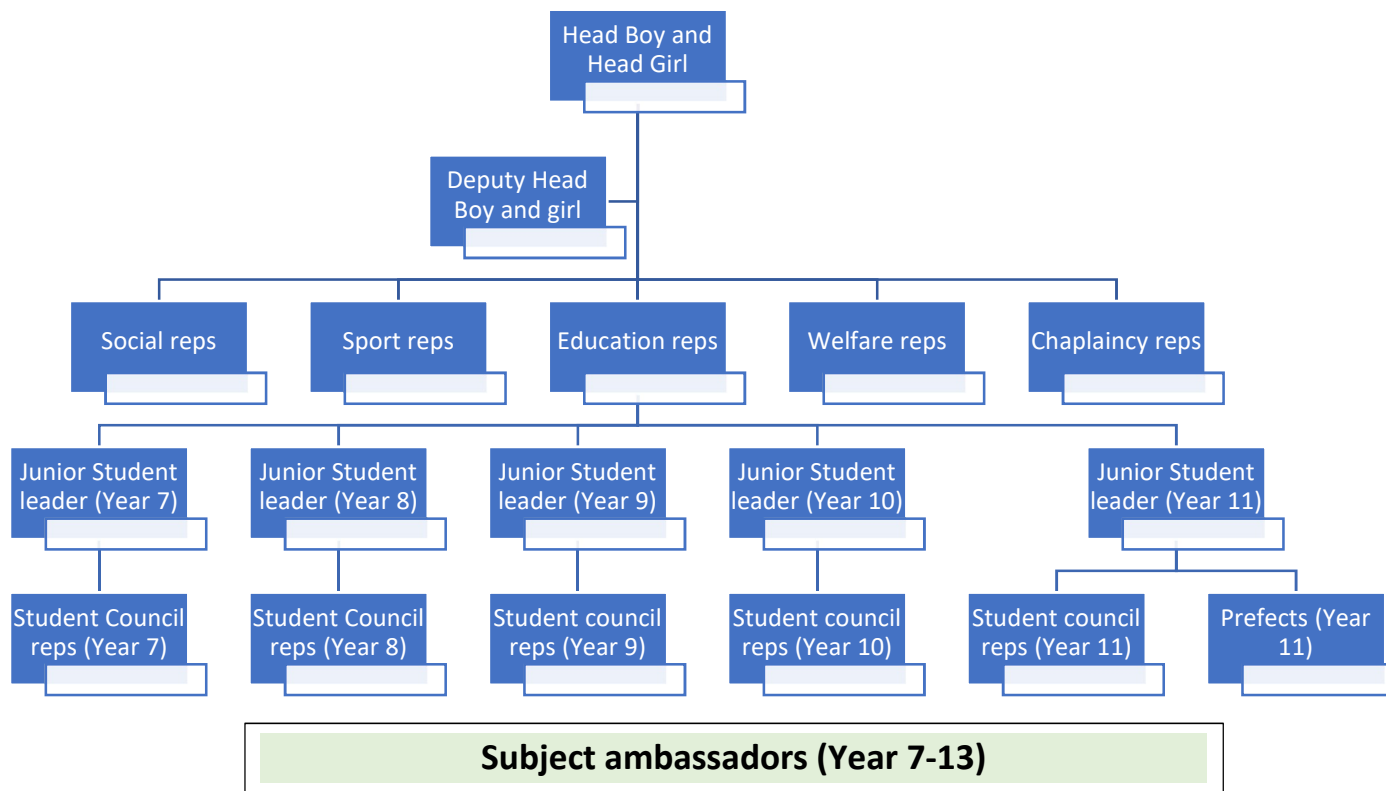 Head Boy and
Head Girl
Deputy Head
Boy and girl
Social reps
Sport reps
Education reps
Welfare reps
Chaplaincy reps
Junior Student
leader (Year 7)
Junior Student
leader (Year 8)
Junior Student
leader (Year 9)
Junior Student
leader (Year 10)
Junior Student
leader (Year 11)
Student Council
reps (Year 7)
Student Council
reps (Year 8)
Student council
reps (Year 9)
Student council
reps (Year 10)
Student council
reps (Year 11)
Prefects (Year
11)
Subject ambassadors (Year 7-13)